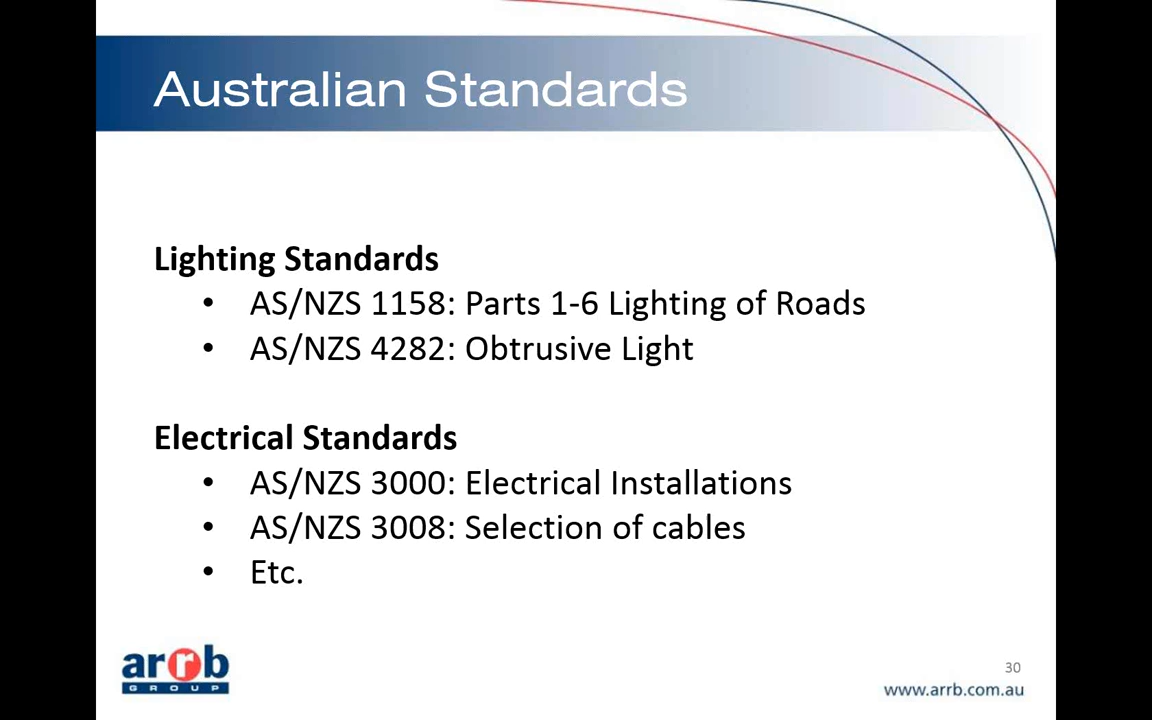 Australian Standards
Lighting Standards
• AS/NZS 1158: Parts 1-6 Lighting of Roads
• AS/NZS 4282: Obtrusive Light
Electrical Standards
• AS/NZS 3000: Electrical Installations
• AS/NZS 3008: Selection of cables
• Etc.
arrb
GROUP
30
www.arrb.com.au